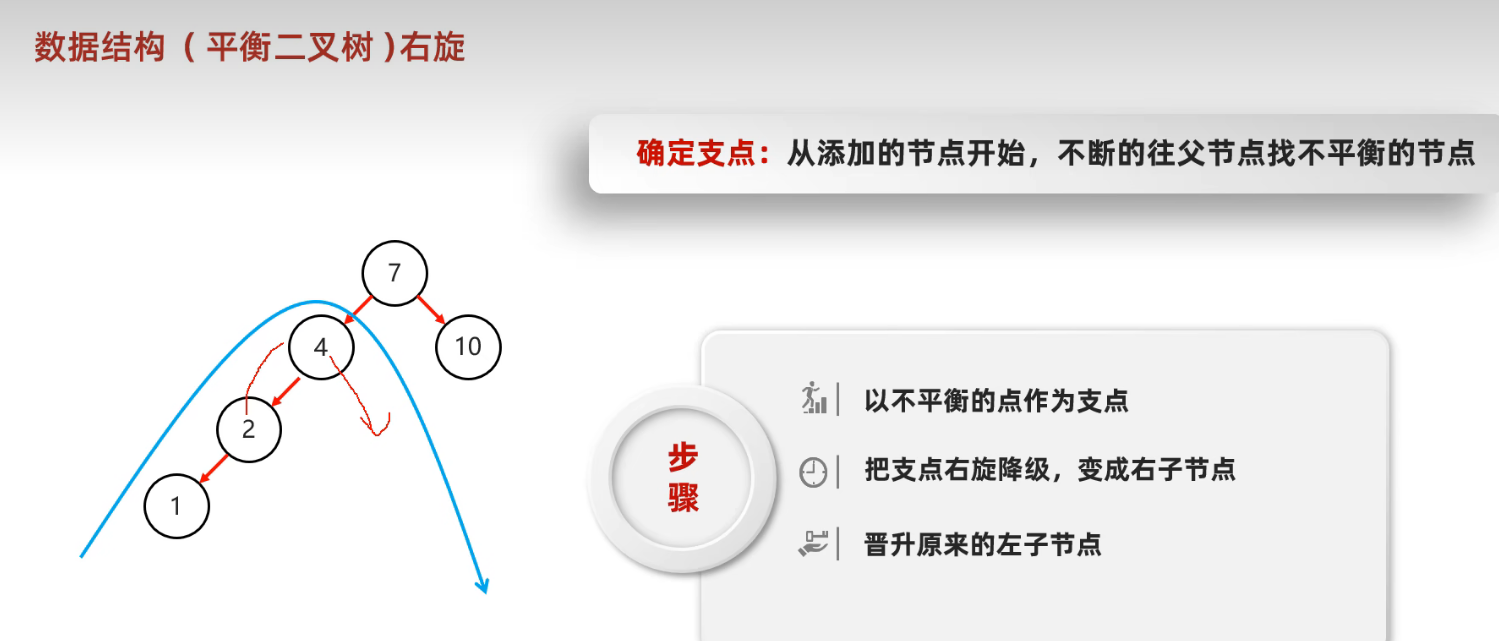 数据结构（平衡二叉树)右旋
确定支点：从添加的节点开始，不断的往父节点找不平衡的节点
7
4
10
2
1
步
骤
以不平衡的点作为支点
把支点右旋降级，变成右子节点
晋升原来的左子节点